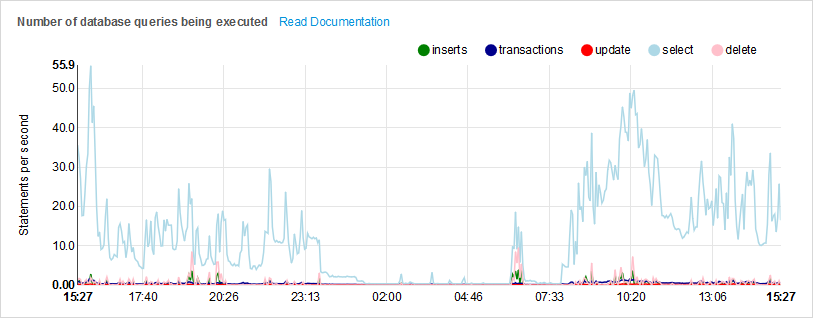 Number of database queries being executed Read Documentation
inserts transactions update select delete
Statements per second
55.9
50.0
40.0
30.0
20.0
10.0
0.00
15:27 17:40 20:26 23:13 02:00 04:46 07:33 10:20 13:06 15:27